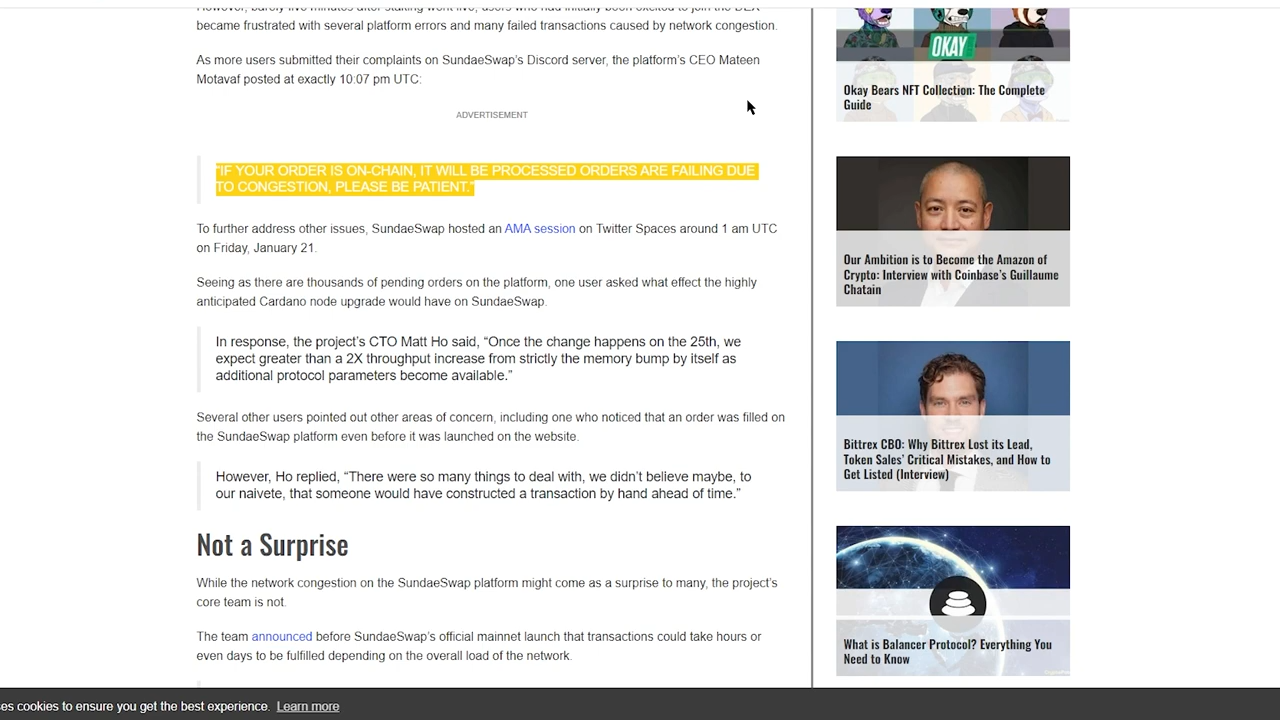 However, barely five minutes after staking went live, users who had initially been excited to join the DEX
became frustrated with several platform errors and many failed transactions caused by network congestion.
As more users submitted their complaints on SundaeSwap's Discord server, the platform's CEO Mateen
Motavaf posted at exactly 10:07 pm UTC:
ADVERTISEMENT
"IF YOUR ORDER IS ON-CHAIN, IT WILL BE PROCESSED ORDERS ARE FAILING DUE
TO CONGESTION, PLEASE BE PATIENT."
To further address other issues, SundaeSwap hosted an AMA session on Twitter Spaces around 1 am UTC
on Friday, January 21.
Seeing as there are thousands of pending orders on the platform, one user asked what effect the highly
anticipated Cardano node upgrade would have on SundaeSwap.
In response, the project's CTO Matt Ho said, “Once the change happens on the 25th, we
expect greater than a 2X throughput increase from strictly the memory bump by itself as
additional protocol parameters become available.”
Several other users pointed out other areas of concern, including one who noticed that an order was filled on
the SundaeSwap platform even before it was launched on the website.
However, Ho replied, “There were so many things to deal with, we didn't believe maybe, to
our naivete, that someone would have constructed a transaction by hand ahead of time.”
Not a Surprise
While the network congestion on the SundaeSwap platform might come as a surprise to many, the project's
core team is not.
The team announced before SundaeSwap's official mainnet launch that transactions could take hours or
even days to be fulfilled depending on the overall load of the network.
OKAY
Okay Bears NFT Collection: The Complete
Guide
Our Ambition is to Become the Amazon of
Crypto: Interview with Coinbase's Guillaume
Chatain
Bittrex CBO: Why Bittrex Lost its Lead,
Token Sales' Critical Mistakes, and How to
Get Listed (Interview)
What is Balancer Protocol? Everything You
Need to Know
es cookies to ensure you get the best experience. Learn more